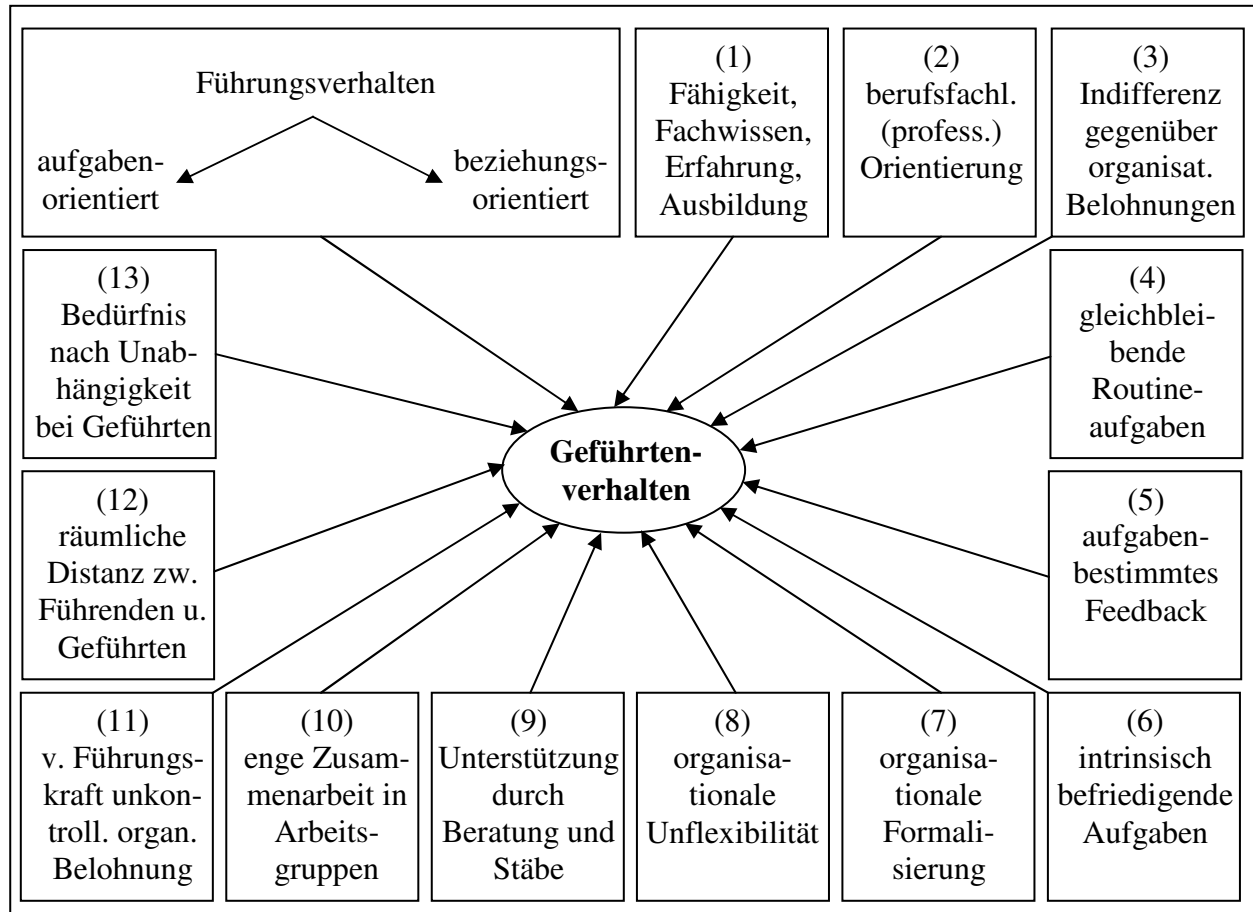 Führungsverhalten
aufgaben-
orientiert
beziehungs-
orientiert
(1)
Fähigkeit,
Fachwissen,
Erfahrung,
Ausbildung
(2)
berufsfachl.
(profess.)
Orientierung
(3)
Indifferenz
gegenüber
organisat.
Belohnungen
(13)
Bedürfnis
nach Unab-
hängigkeit
bei Geführten
(4)
gleichblei-
bende
Routine-
aufgaben
Geführten-
verhalten
(12)
räumliche
Distanz zw.
Führenden u.
Geführten
(5)
aufgaben-
bestimmtes
Feedback
(11)
v. Führungs-
kraft unkon-
troll. organ.
Belohnung
(10)
enge Zusam-
menarbeit in
Arbeits-
gruppen
(9)
Unterstützung
durch
Beratung und
Stäbe
(8)
organisa-
tionale
Unflexibilität
(7)
organisa-
tionale
Formali-
sierung
(6)
intrinsisch
befriedigende
Aufgaben